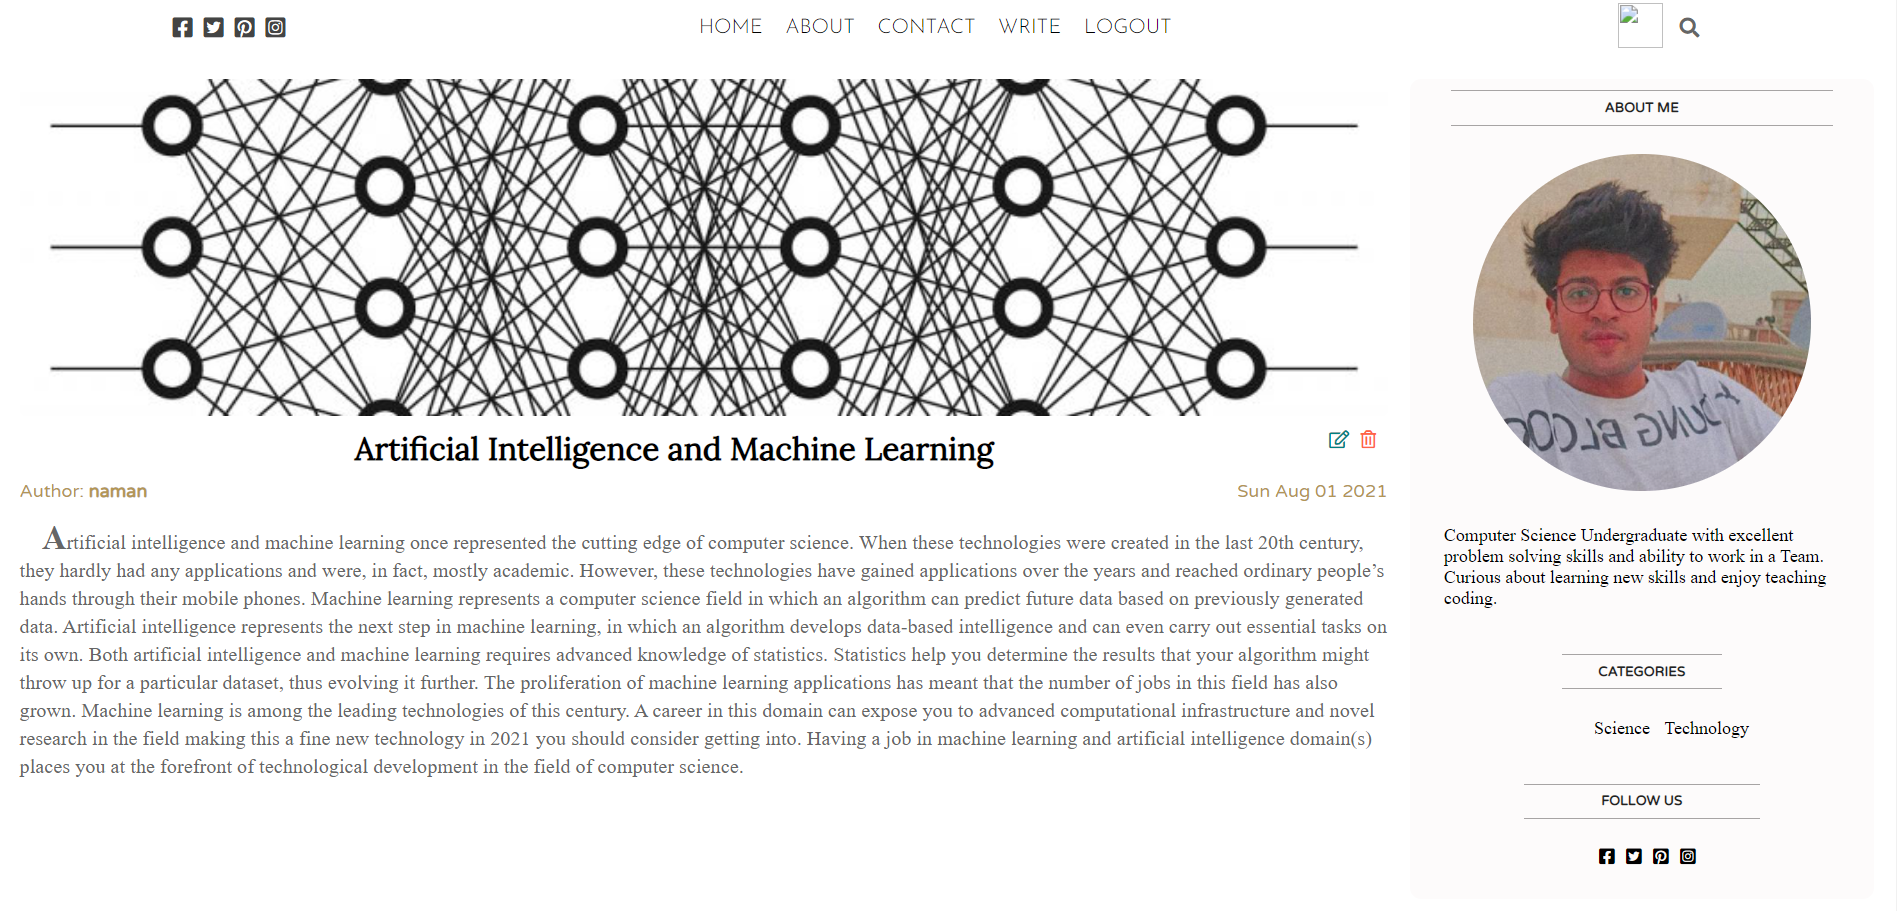 HOME ABOUT CONTACT WRITE LOGOUT
Artificial Intelligence and Machine Learning
Author: naman
Sun Aug 01 2021
Artificial intelligence and machine learning once represented the cutting edge of computer science. When these technologies were created in the last 20th century,
they hardly had any applications and were, in fact, mostly academic. However, these technologies have gained applications over the years and reached ordinary people’s
hands through their mobile phones. Machine learning represents a computer science field in which an algorithm can predict future data based on previously generated
data. Artificial intelligence represents the next step in machine learning, in which an algorithm develops data-based intelligence and can even carry out essential tasks on
its own. Both artificial intelligence and machine learning requires advanced knowledge of statistics. Statistics help you determine the results that your algorithm might
throw up for a particular dataset, thus evolving it further. The proliferation of machine learning applications has meant that the number of jobs in this field has also
grown. Machine learning is among the leading technologies of this century. A career in this domain can expose you to advanced computational infrastructure and novel
research in the field making this a fine new technology in 2021 you should consider getting into. Having a job in machine learning and artificial intelligence domain(s)
places you at the forefront of technological development in the field of computer science.
ABOUT ME
Computer Science Undergraduate with excellent
problem solving skills and ability to work in a Team.
Curious about learning new skills and enjoy teaching
coding.
CATEGORIES
Science Technology
FOLLOW US